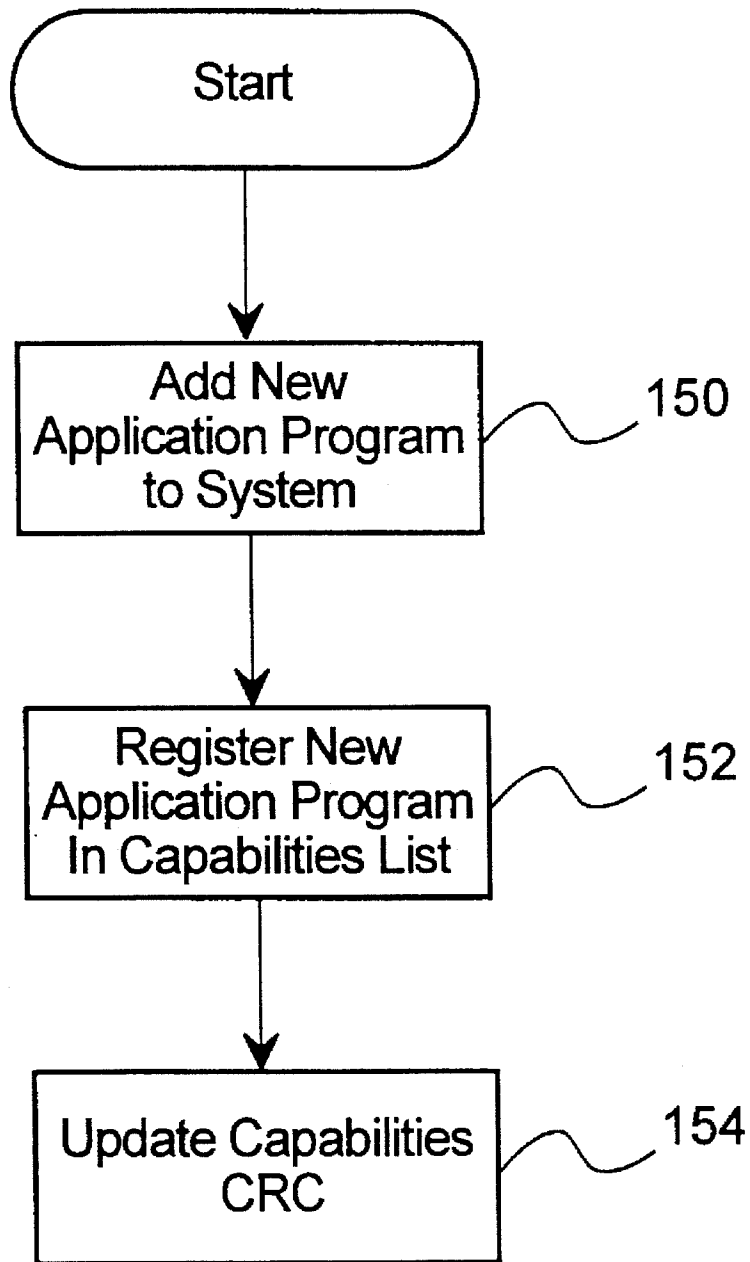 Start
Add New
Application Program
to System
150
Register New
Application Program
In Capabilities List
152
Update Capabilities
CRC
154